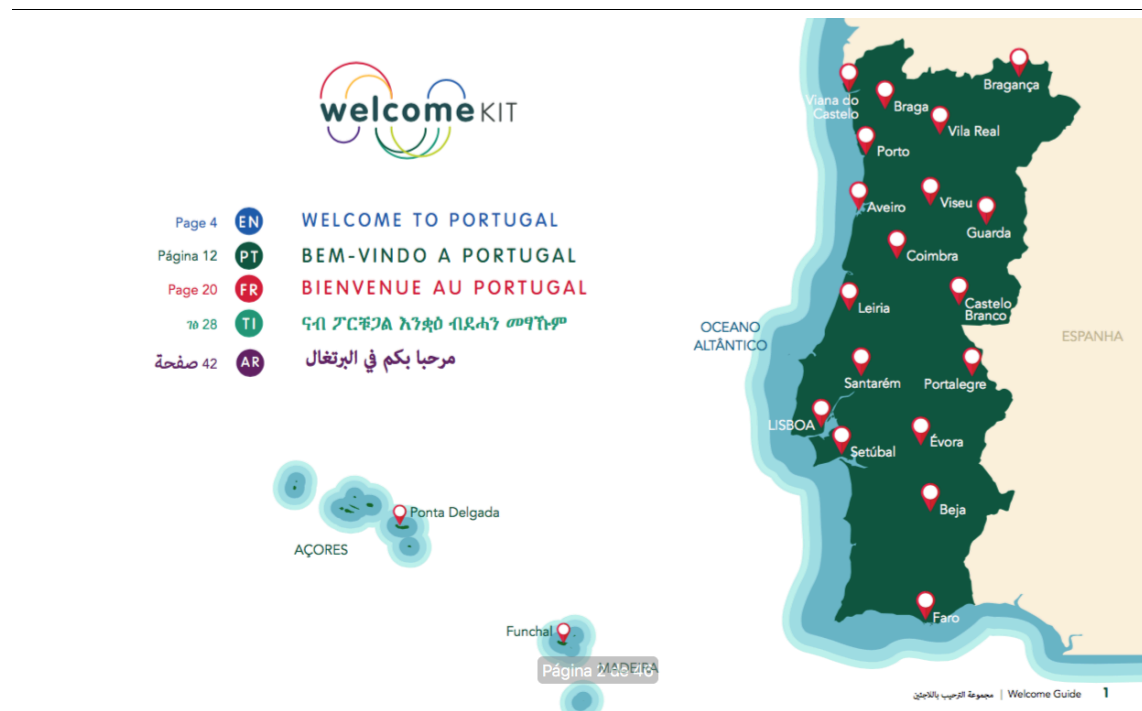 welcome KIT
Page 4 EN WELCOME TO PORTUGAL
Página 12 PT BEM-VINDO A PORTUGAL
Page 20 FR BIENVENUE AU PORTUGAL
ገፅ 28 TI ናብ ፖርቹጋል እንቋዕ ብደሓን መፃኹም
صفحة 42 AR مرحبا بكم في البرتغال
Bragança
Viana do
Castelo
Braga
Vila Real
Porto
Aveiro
Viseu
Guarda
Coimbra
Leiria
Castelo
Branco
OCEANO
ALTÂNTICO
ESPANHA
Santarém
Portalegre
LISBOA
Setúbal
Évora
Beja
Faro
Ponta Delgada
AÇORES
Funchal
MADEIRA
Página 2 de 46
مجموعة الترحيب باللاجئين | Welcome Guide 1